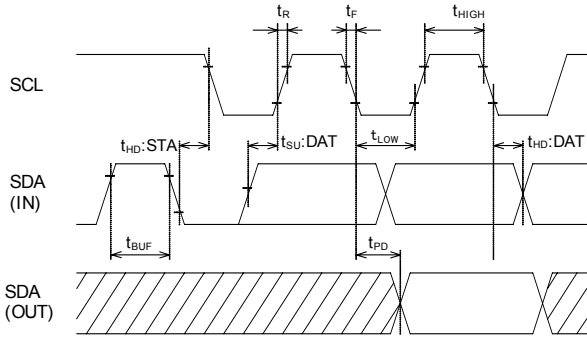 tR
tF
tHIGH
SCL
tHD:STA
tSU:DAT
tLOW
tHD:DAT
SDA
(IN)
tBUF
tPD
SDA
(OUT)